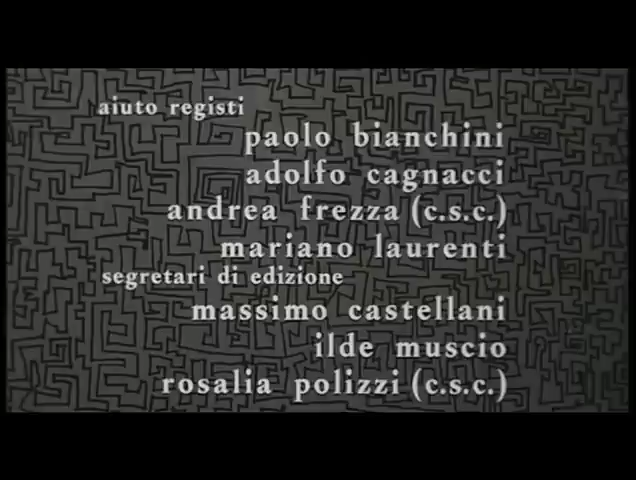 aiuto registi
paolo bianchini
adolfo cagnacci
andrea frezza (c.s.c.)
mariano laurenti
segretari di edizione
massimo castellani
ilde muscio
rosalia polizzi (c.s.c.)